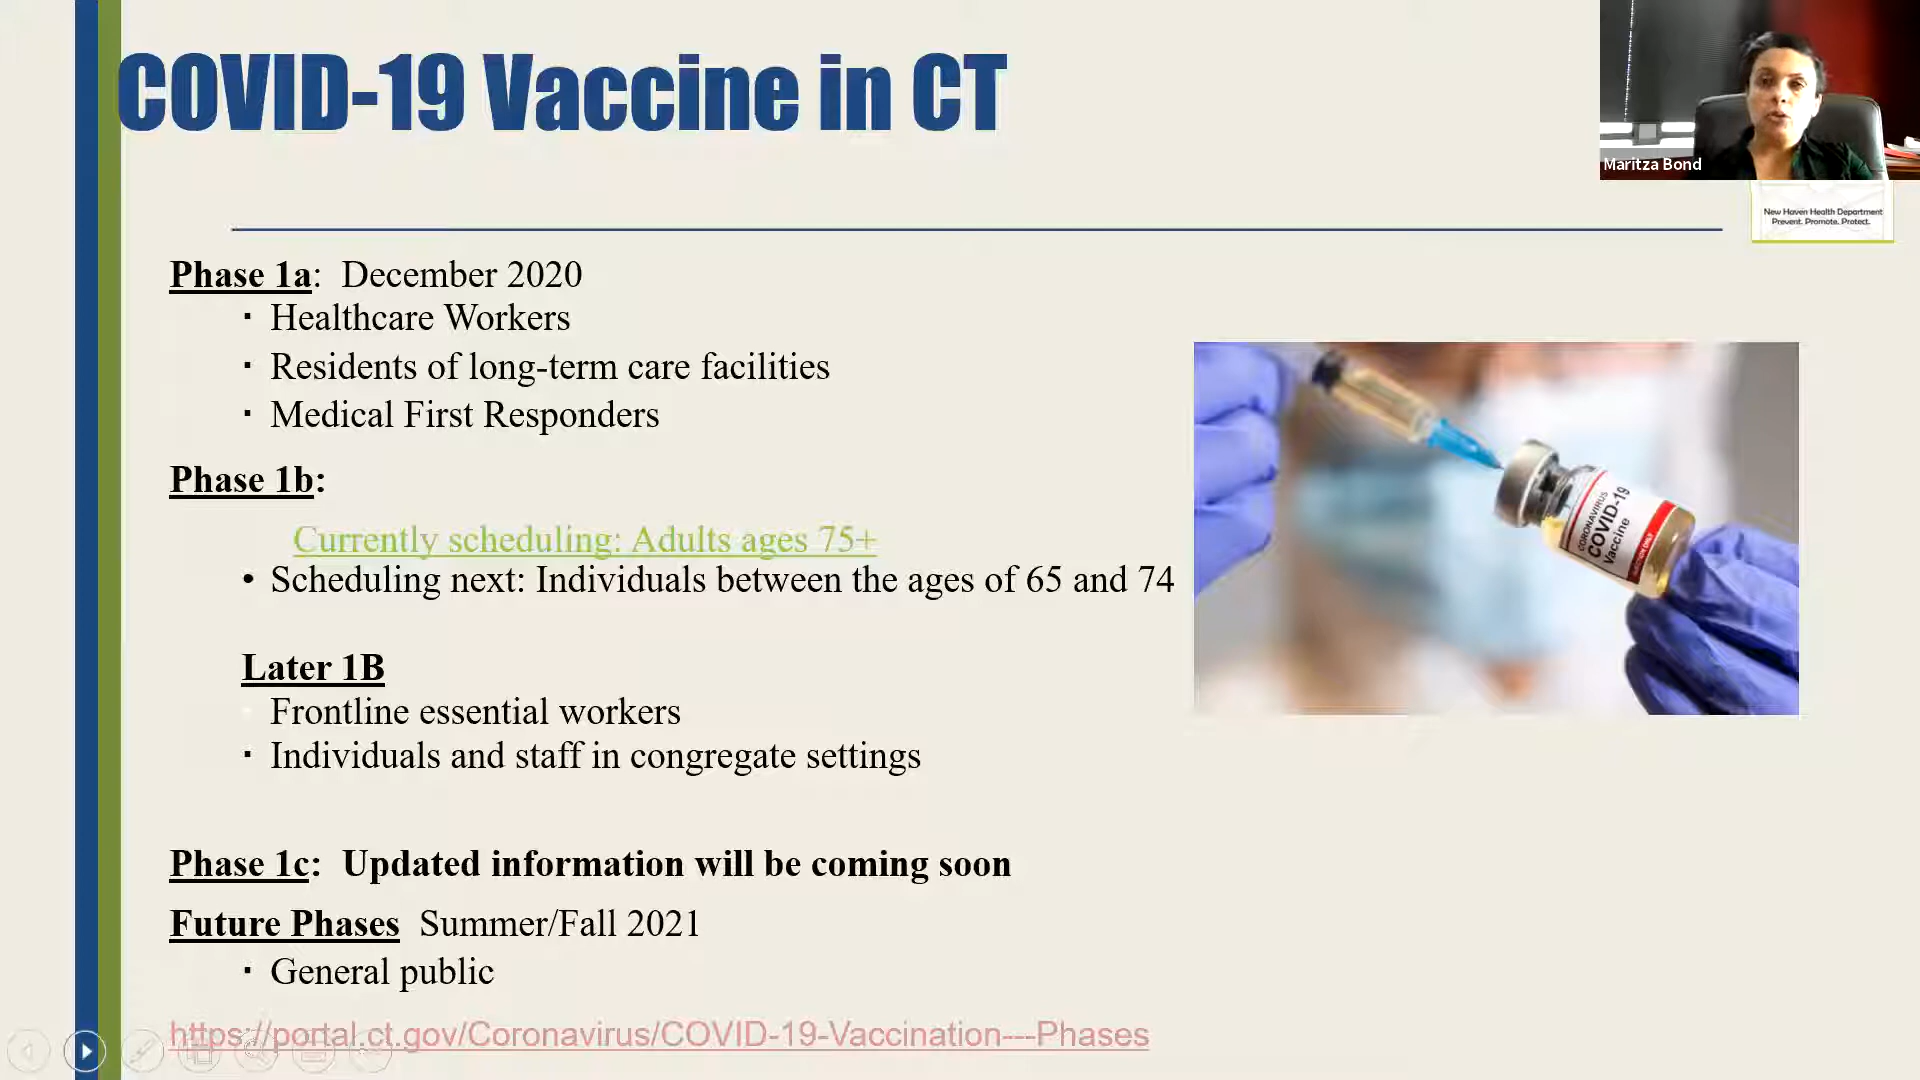 COVID-19 Vaccine in CT
Maritza Bond
New Haven Health Department
Prevent. Promote. Protect.
Phase 1a: December 2020
▪ Healthcare Workers
▪ Residents of long-term care facilities
▪ Medical First Responders
Phase 1b:
Currently scheduling: Adults ages 75+
• Scheduling next: Individuals between the ages of 65 and 74
Later 1B
Frontline essential workers
▪ Individuals and staff in congregate settings
Phase 1c: Updated information will be coming soon
Future Phases Summer/Fall 2021
▪ General public
https://portal.ct.gov/Coronavirus/COVID-19-Vaccination---Phases
CORONAVIRUS
COVID-19
Vaccine